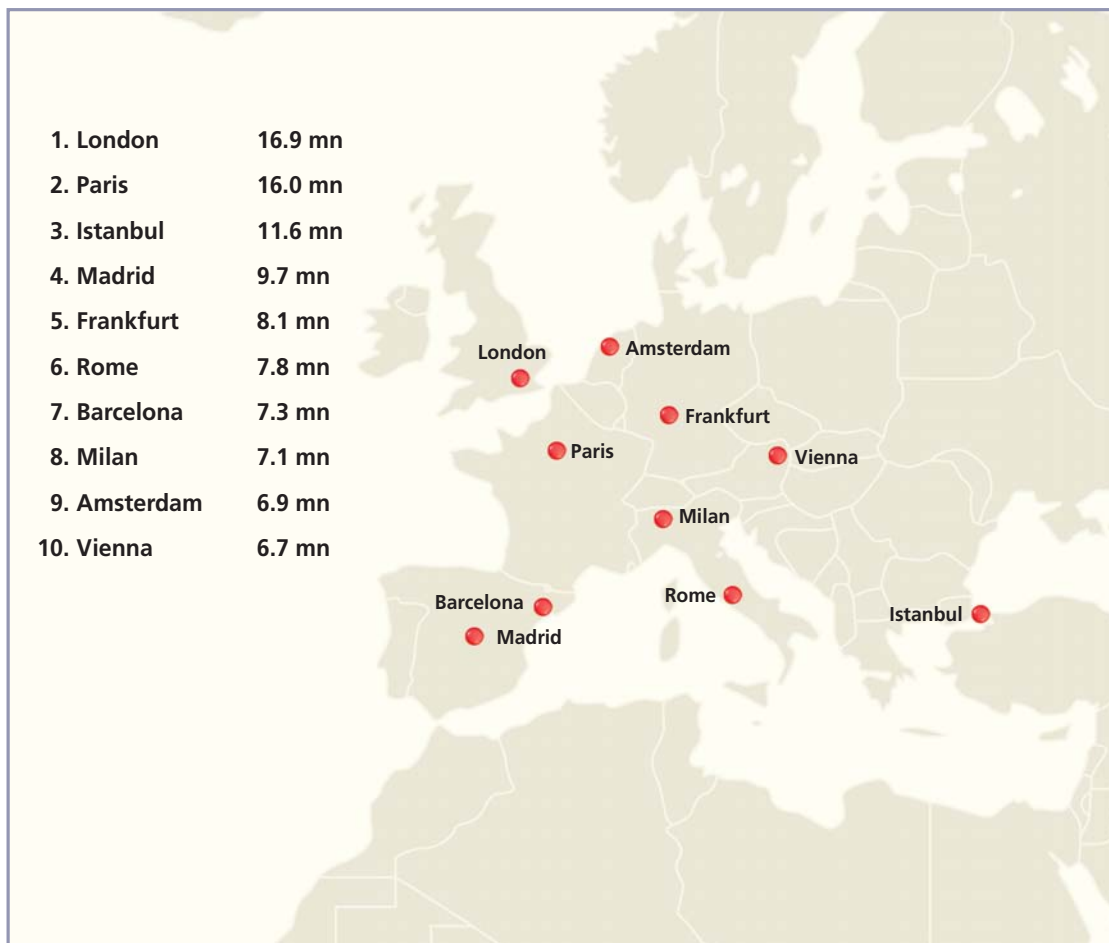 1. London 16.9 mn
2. Paris 16.0 mn
3. Istanbul 11.6 mn
4. Madrid 9.7 mn
5. Frankfurt 8.1 mn
6. Rome 7.8 mn
7. Barcelona 7.3 mn
8. Milan 7.1 mn
9. Amsterdam 6.9 mn
10. Vienna 6.7 mn
London
Amsterdam
Frankfurt
Paris
Vienna
Milan
Rome
Barcelona
Istanbul
Madrid